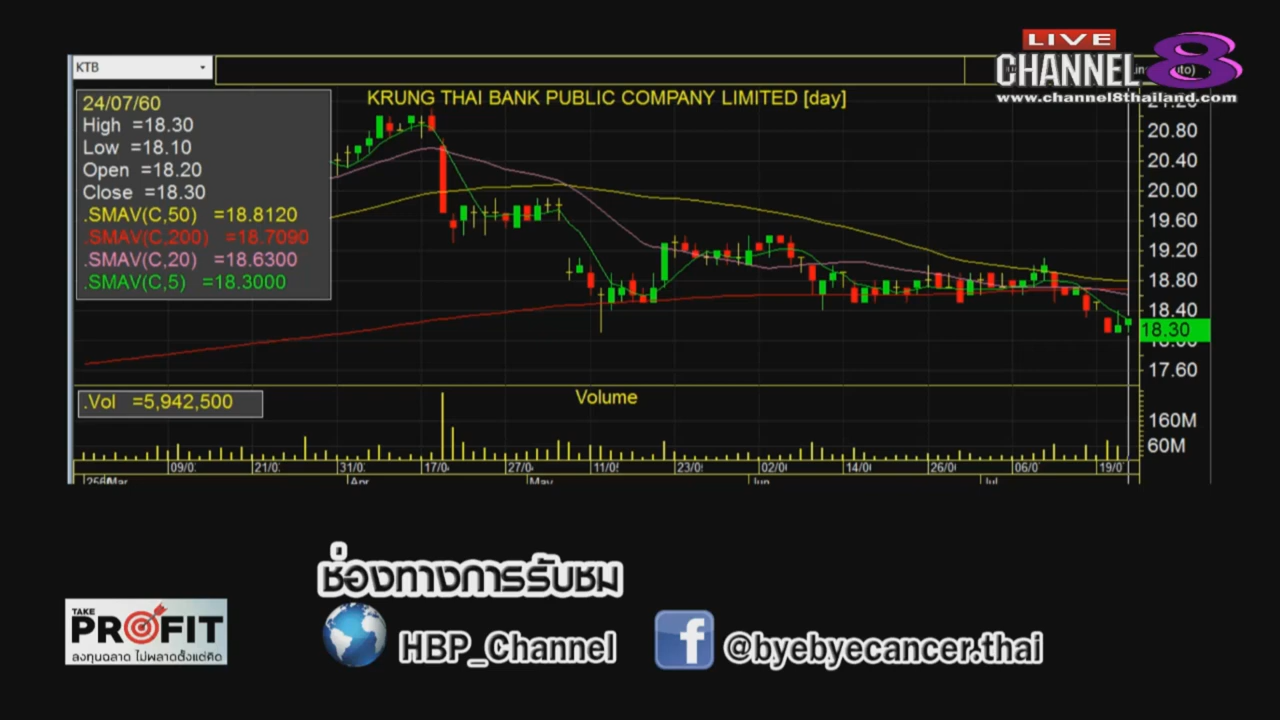 LIVE
CHANNEL 8
www.channel8thailand.com
KTB
KRUNG THAI BANK PUBLIC COMPANY LIMITED [day]
24/07/60
High =18.30
Low =18.10
Open =18.20
Close =18.30
.SMAV(C,50) =18.8120
.SMAV(C,200) =18.7090
.SMAV(C,20) =18.6300
.SMAV(C,5) =18.3000
20.80
20.40
20.00
19.60
19.20
18.80
18.40
18.30
17.60
.Vol =5,942,500
Volume
160M
60M
09/0 21/0 31/0 17/0 27/0 11/0 23/0 02/0 14/0 26/0 06/0 19/0
Mar Apr May Jun Jul
ช่องทางการรับชม
TAKE
PROFIT
ลงทุนฉลาด ไม่พลาดตั้งแต่คิด
HBP_Channel
f @byebyecancer.thai